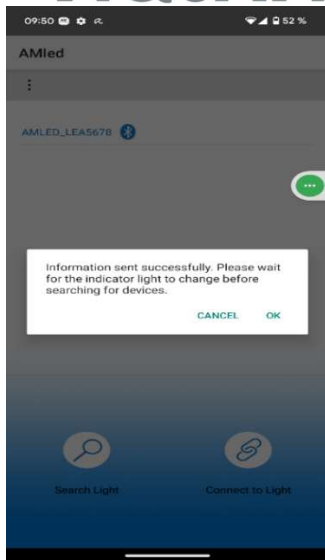 09:50 52 %
AMled
AMLED_LEA5678
Information sent successfully. Please wait
for the indicator light to change before
searching for devices.
CANCEL OK
Search Light Connect to Light